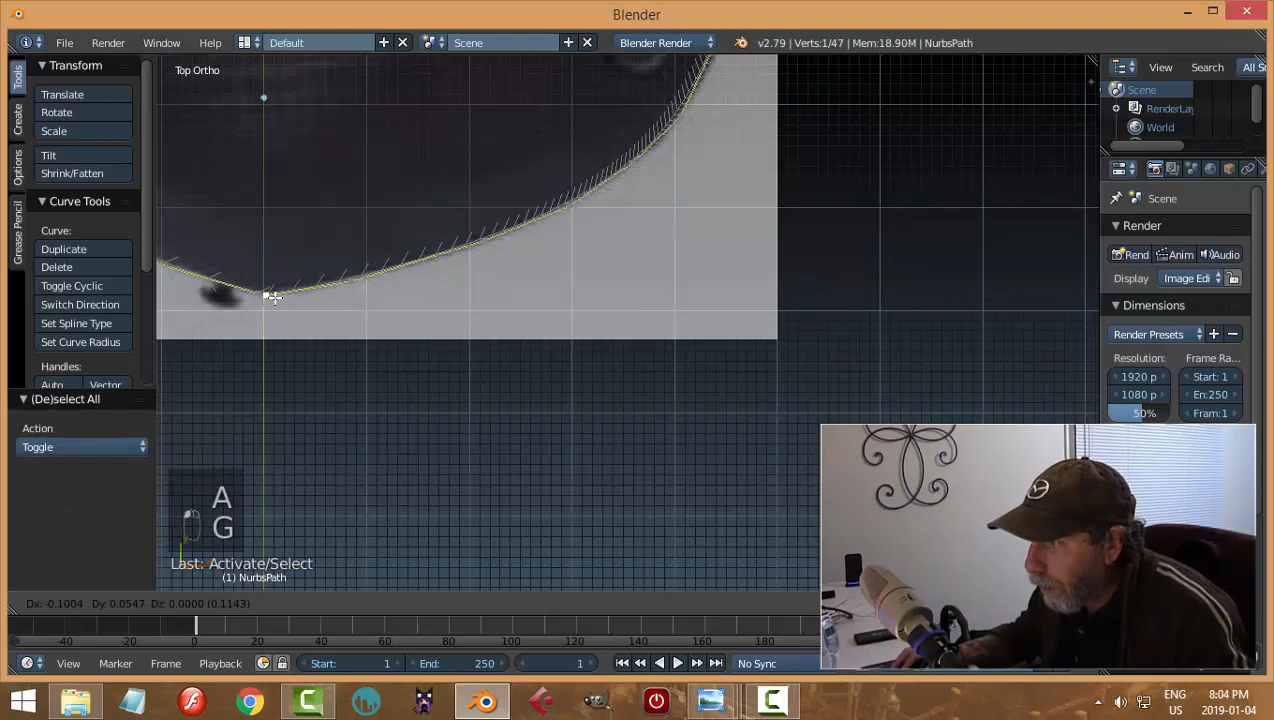 Blender
File Render Window Help Default Scene Blender Render v2.79 | Verts:1/47 | Mem:18.90M | NurbsPath
Tools
Create
Options
Grease Pencil
Transform
Translate
Rotate
Scale
Tilt
Shrink/Fatten
Curve Tools
Curve:
Duplicate
Delete
Toggle Cyclic
Switch Direction
Set Spline Type
Set Curve Radius
Handles:
Auto Vector
(De)select All
Action
Toggle
Top Ortho
A
G
Last: Activate/Select
(1) NurbsPath
Dx: -0.1004 Dy: 0.0547 Dz: 0.0000 (0.1143)
View Search All S
Scene
RenderLay
World
Scene
Render
Rend Anim Audio
Display Image Edi
Dimensions
Render Presets
Resolution: Frame Ra...
1920 p Start: 1
1080 p En:250
50% Fram:1
-40 -20 0 20 40 60 80 100 120 140 160 180
View Marker Frame Playback Start: 1 End: 250 1 No Sync
ENG 8:04 PM
US 2019-01-04